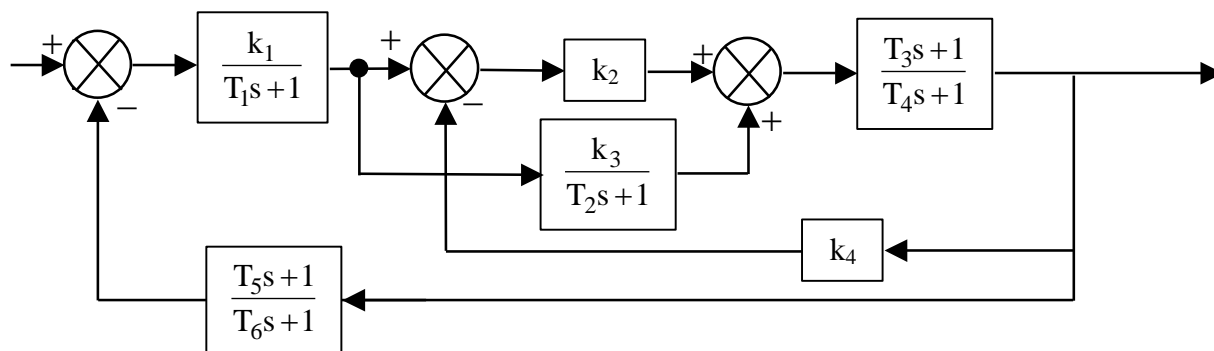 +
−
k₁
T₁s+1
+
−
k₂
+
+
T₃s+1
T₄s+1
k₃
T₂s+1
k₄
T₅s+1
T₆s+1